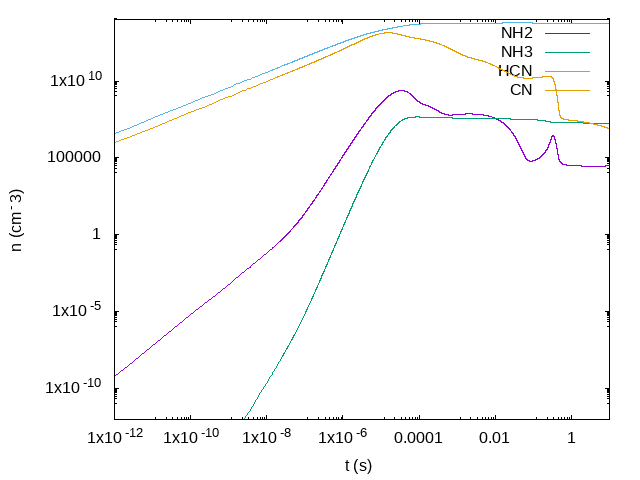 NH2
NH3
HCN
CN
1x10^10
100000
1
1x10^-5
1x10^-10
n (cm^-3)
1x10^-12 1x10^-10 1x10^-8 1x10^-6 0.0001 0.01 1
t (s)